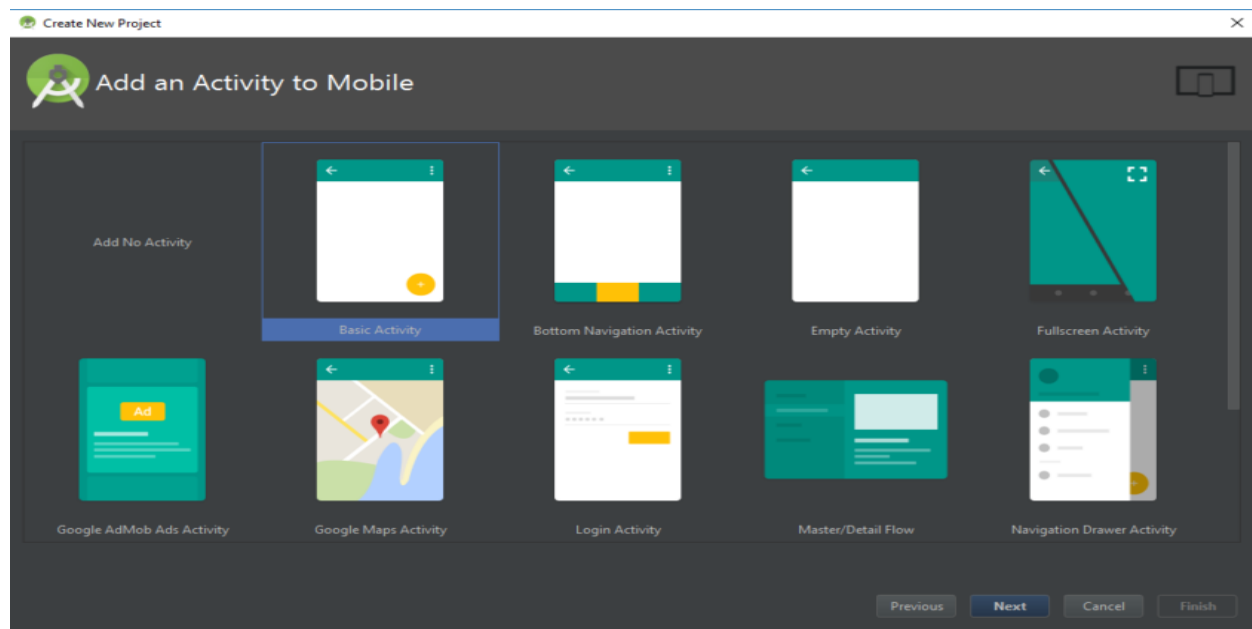 Create New Project
Add an Activity to Mobile
Add No Activity
Basic Activity
Bottom Navigation Activity
Empty Activity
Fullscreen Activity
Ad
Google AdMob Ads Activity
Google Maps Activity
Login Activity
Master/Detail Flow
Navigation Drawer Activity
Previous
Next
Cancel
Finish